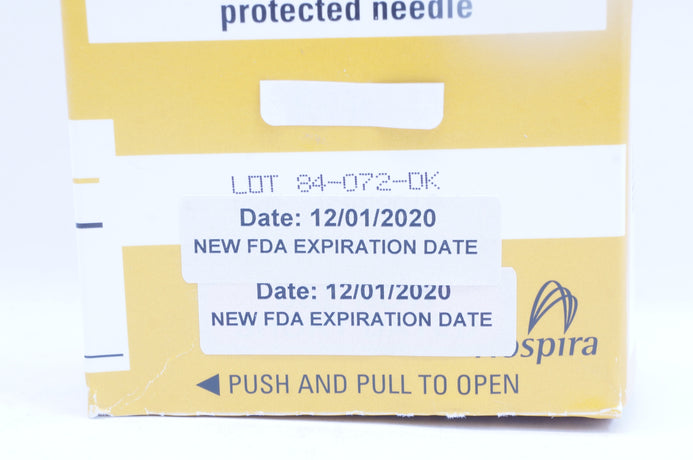 protected needle
LOT 84-072-DK
Date: 12/01/2020
NEW FDA EXPIRATION DATE
Date: 12/01/2020
NEW FDA EXPIRATION DATE
Hospira
PUSH AND PULL TO OPEN